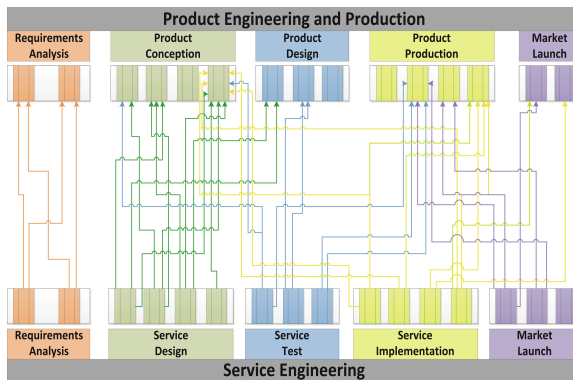 Product Engineering and Production
Requirements
Analysis
Product
Conception
Product
Design
Product
Production
Market
Launch
Requirements
Analysis
Service
Design
Service
Test
Service
Implementation
Market
Launch
Service Engineering